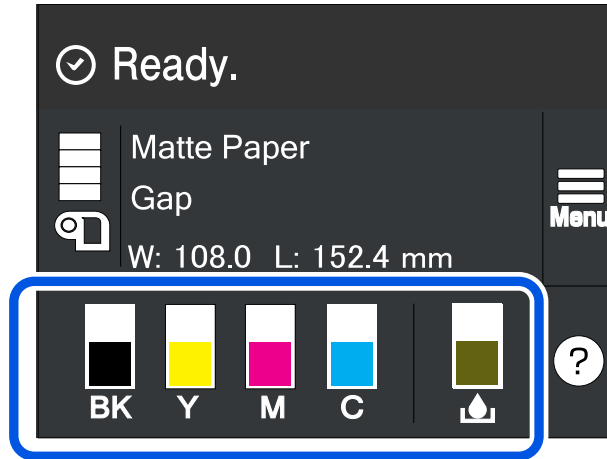 Ready.
Matte Paper
Gap
W: 108.0 L: 152.4 mm
Menu
BK Y M C
?